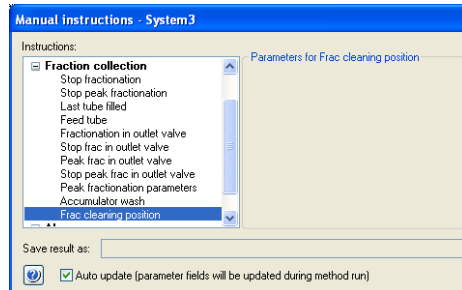 Manual instructions - System3
Instructions:
Fraction collection
Parameters for Frac cleaning position
Stop fractionation
Stop peak fractionation
Last tube filled
Feed tube
Fractionation in outlet valve
Stop frac in outlet valve
Peak frac in outlet valve
Stop peak frac in outlet valve
Peak fractionation parameters
Accumulator wash
Frac cleaning position
Save result as:
Auto update (parameter fields will be updated during method run)